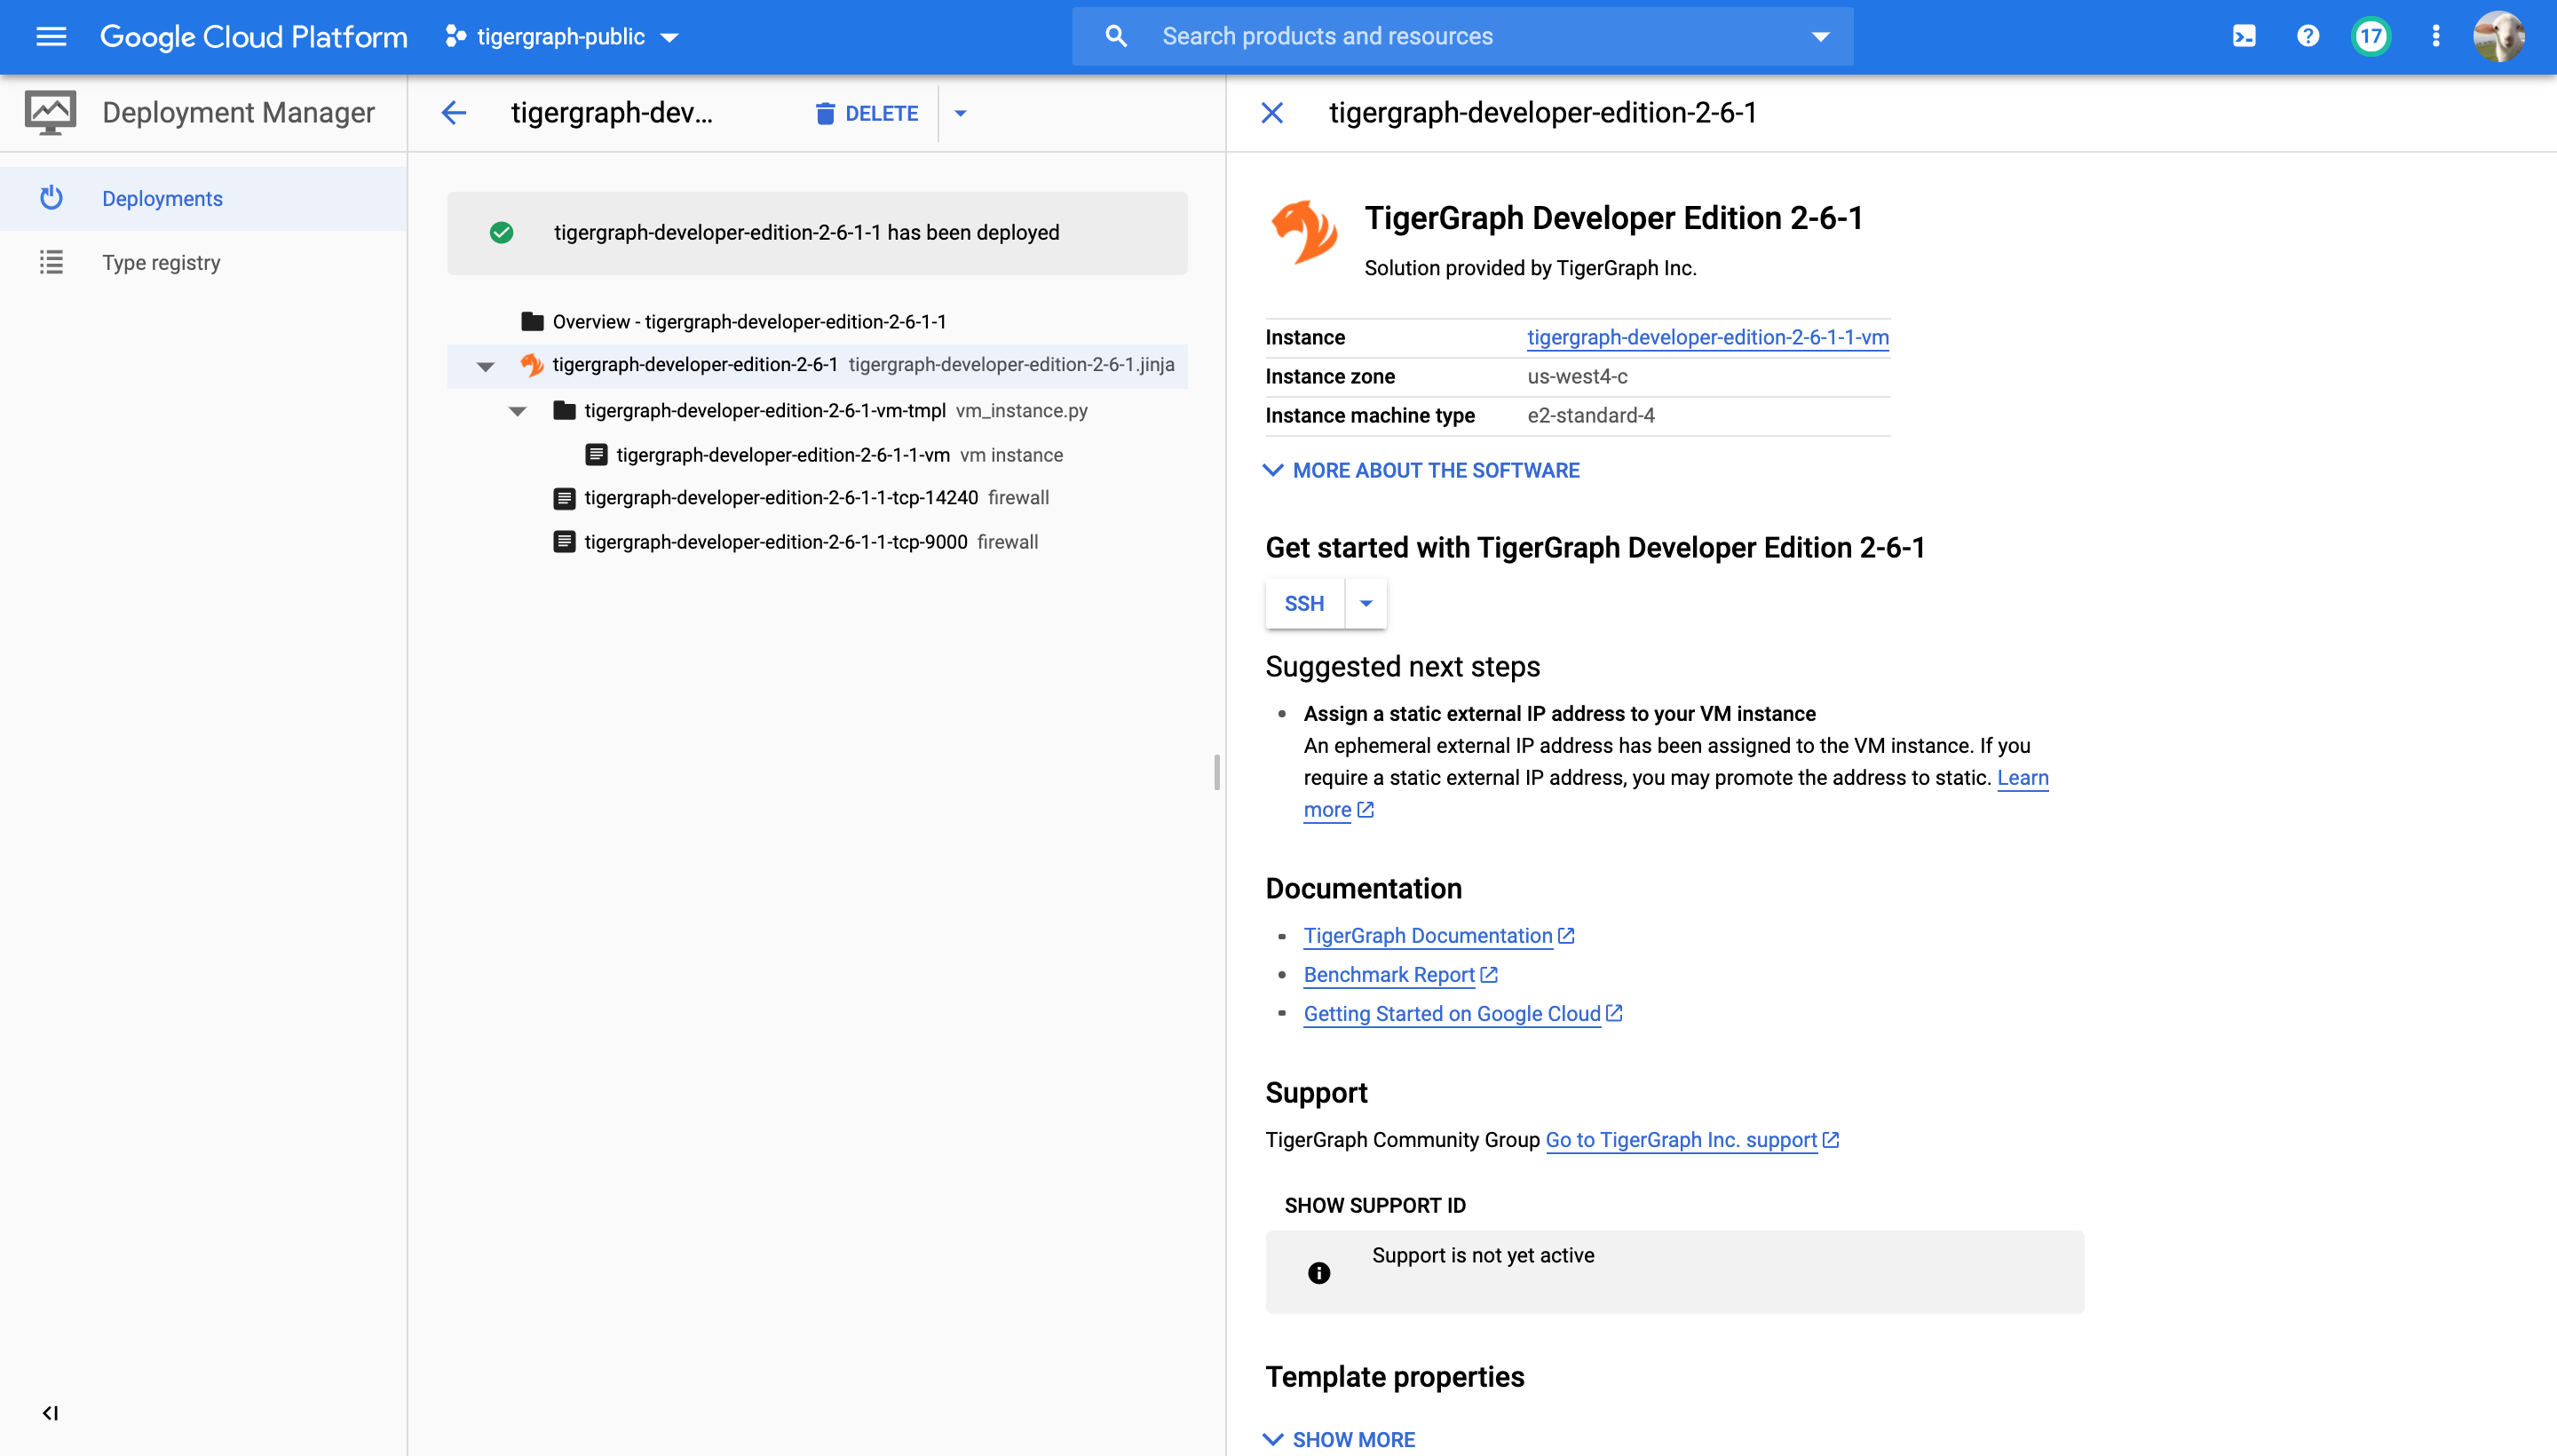 Google Cloud Platform
tigergraph-public
Search products and resources
17
Deployment Manager
Deployments
Type registry
tigergraph-dev...
DELETE
tigergraph-developer-edition-2-6-1-1 has been deployed
Overview - tigergraph-developer-edition-2-6-1-1
tigergraph-developer-edition-2-6-1 tigergraph-developer-edition-2-6-1.jinja
tigergraph-developer-edition-2-6-1-vm-tmpl vm_instance.py
tigergraph-developer-edition-2-6-1-1-vm vm instance
tigergraph-developer-edition-2-6-1-1-tcp-14240 firewall
tigergraph-developer-edition-2-6-1-1-tcp-9000 firewall
tigergraph-developer-edition-2-6-1
TigerGraph Developer Edition 2-6-1
Solution provided by TigerGraph Inc.
Instance tigergraph-developer-edition-2-6-1-1-vm
Instance zone us-west4-c
Instance machine type e2-standard-4
MORE ABOUT THE SOFTWARE
Get started with TigerGraph Developer Edition 2-6-1
SSH
Suggested next steps
• Assign a static external IP address to your VM instance
An ephemeral external IP address has been assigned to the VM instance. If you
require a static external IP address, you may promote the address to static. Learn
more
Documentation
• TigerGraph Documentation
• Benchmark Report
• Getting Started on Google Cloud
Support
TigerGraph Community Group Go to TigerGraph Inc. support
SHOW SUPPORT ID
Support is not yet active
Template properties
SHOW MORE